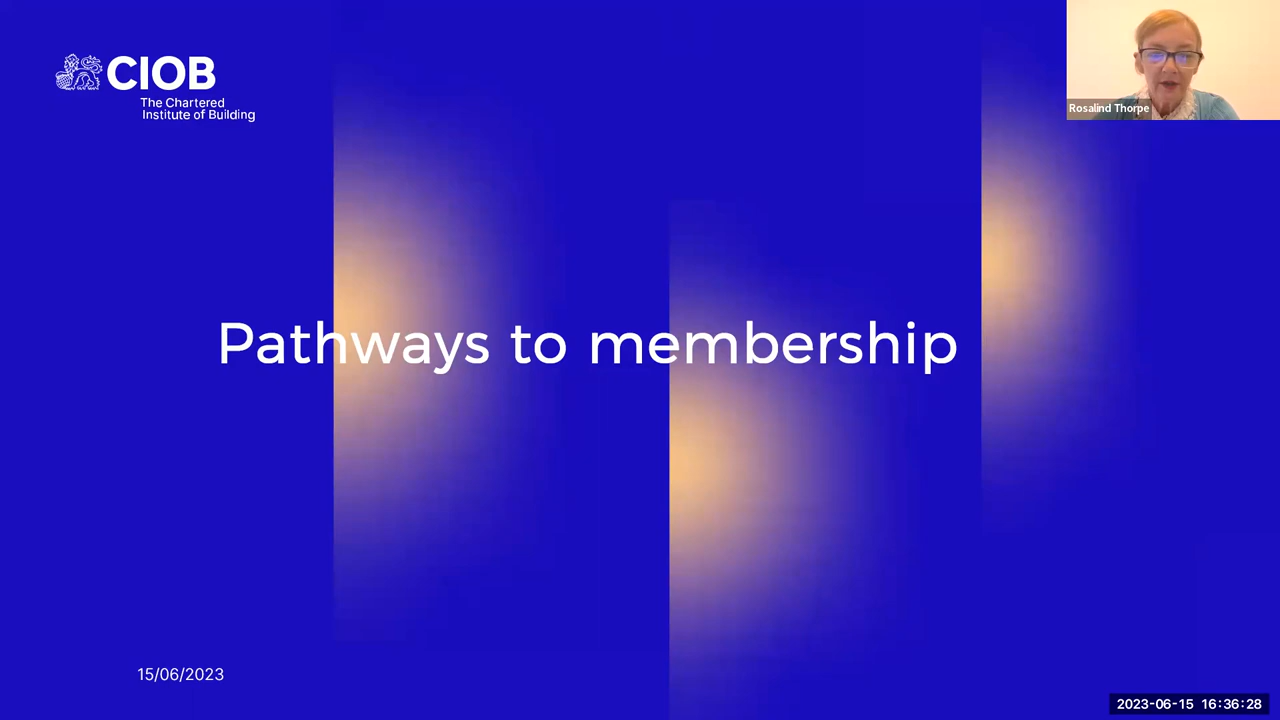 CIOB
The Chartered
Institute of Building
Rosalind Thorpe
Pathways to membership
15/06/2023
2023-06-15 16:36:28